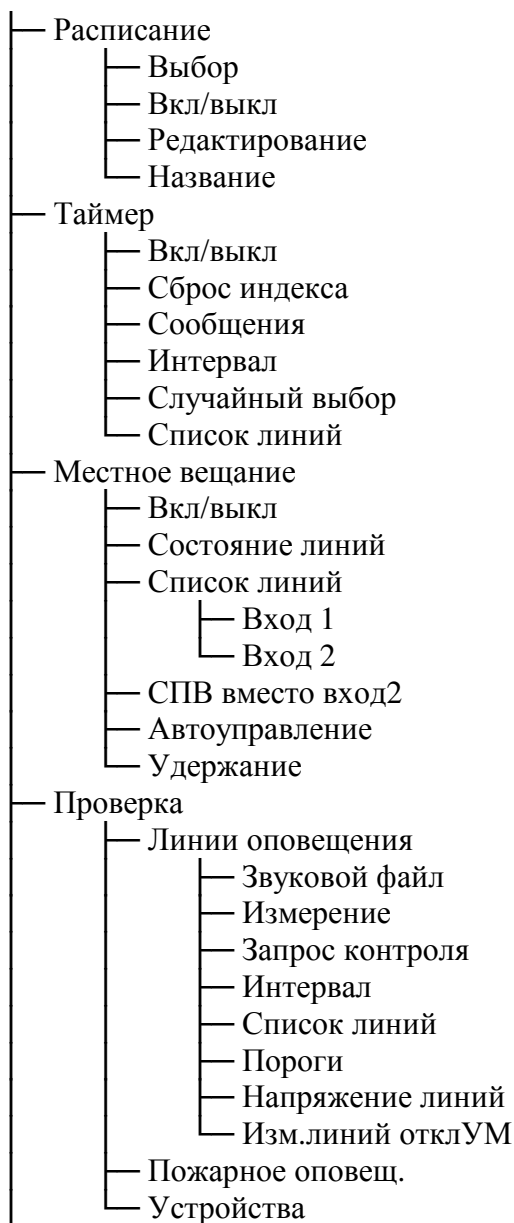 Расписание
Выбор
Вкл/выкл
Редактирование
Название
Таймер
Вкл/выкл
Сброс индекса
Сообщения
Интервал
Случайный выбор
Список линий
Местное вещание
Вкл/выкл
Состояние линий
Список линий
Вход 1
Вход 2
СПВ вместо вход2
Автоуправление
Удержание
Проверка
Линии оповещения
Звуковой файл
Измерение
Запрос контроля
Интервал
Список линий
Пороги
Напряжение линий
Изм.линий отклУМ
Пожарное оповещ.
Устройства